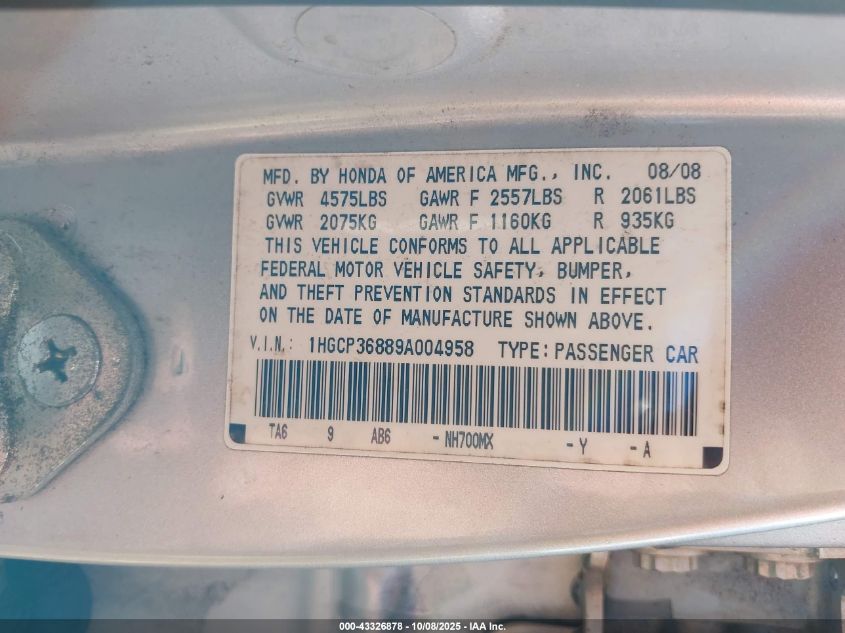 MFD. BY HONDA OF AMERICA MFG., INC. 08/08
GVWR 4575LBS GAWR F 2557LBS R 2061LBS
GVWR 2075KG GAWR F 1160KG R 935KG
THIS VEHICLE CONFORMS TO ALL APPLICABLE
FEDERAL MOTOR VEHICLE SAFETY, BUMPER,
AND THEFT PREVENTION STANDARDS IN EFFECT
ON THE DATE OF MANUFACTURE SHOWN ABOVE.
V.I.N.: 1HGCP36889A004958 TYPE: PASSENGER CAR
TA6 9 AB6 - NH700MX - Y - A
000-43326878 - 10/08/2025 - IAA Inc.